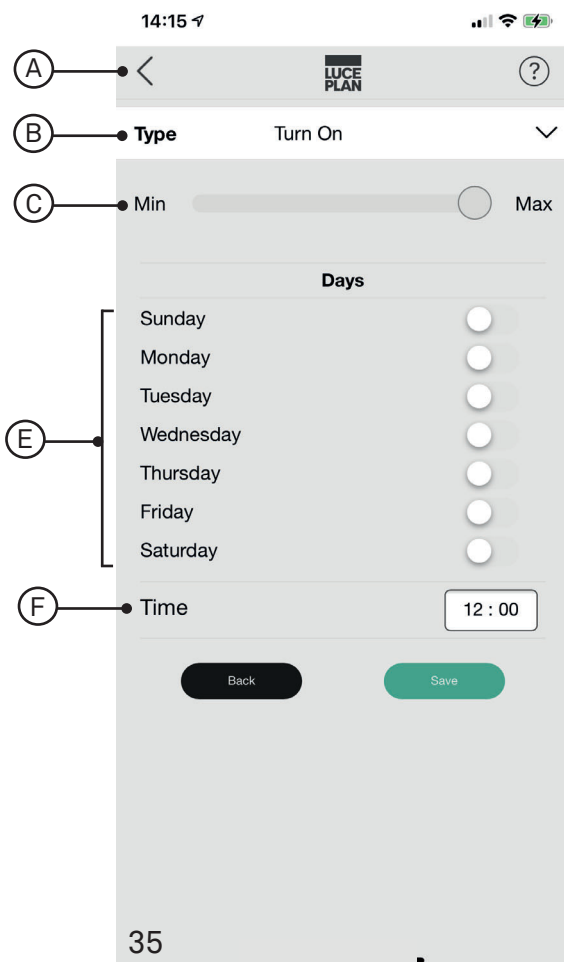 14:15
A
LUCE
PLAN
?
B
Type Turn On
C
Min Max
Days
Sunday
Monday
Tuesday
Wednesday
Thursday
Friday
Saturday
E
F
Time 12 : 00
Back Save
35